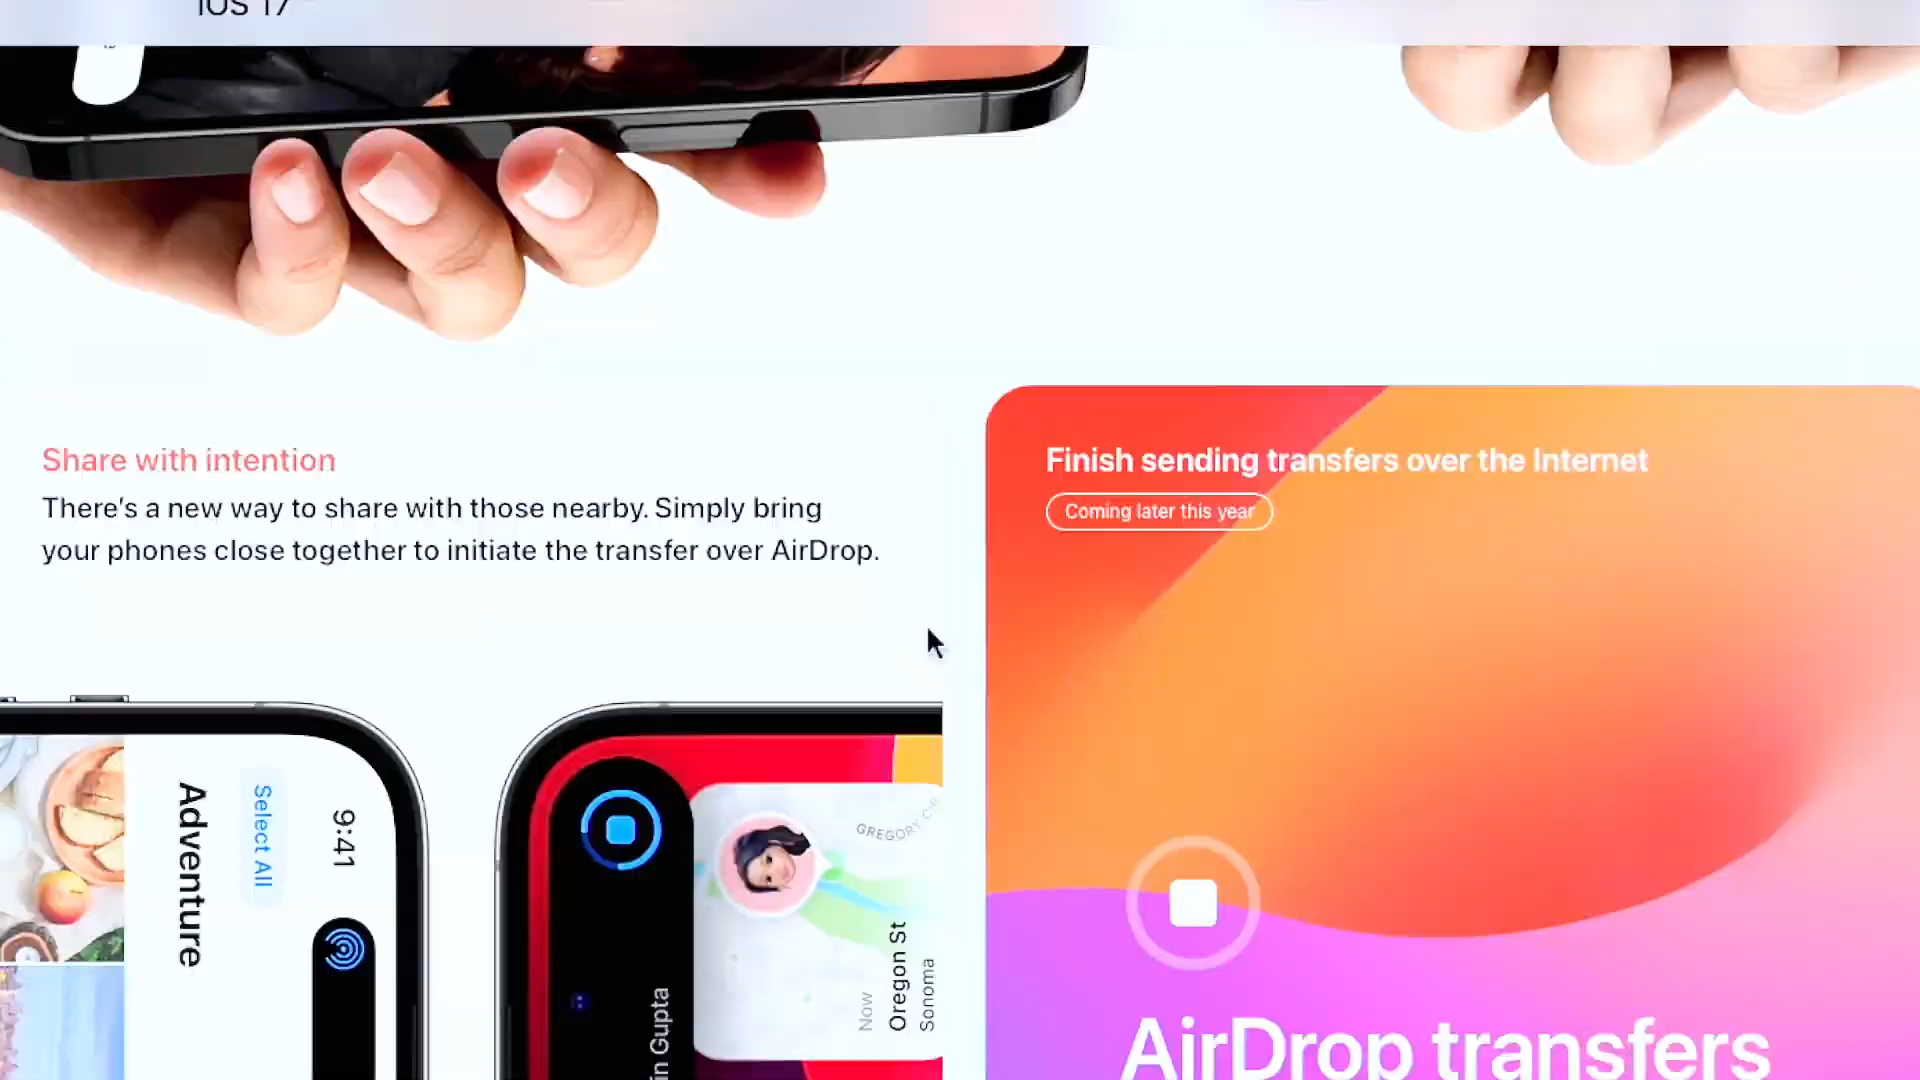 iOS 17
Share with intention
There's a new way to share with those nearby. Simply bring
your phones close together to initiate the transfer over AirDrop.
Finish sending transfers over the Internet
Coming later this year
9:41
Select All
Adventure
GREGORY
Now
Oregon St
Sonoma
Gupta
AirDrop transfers